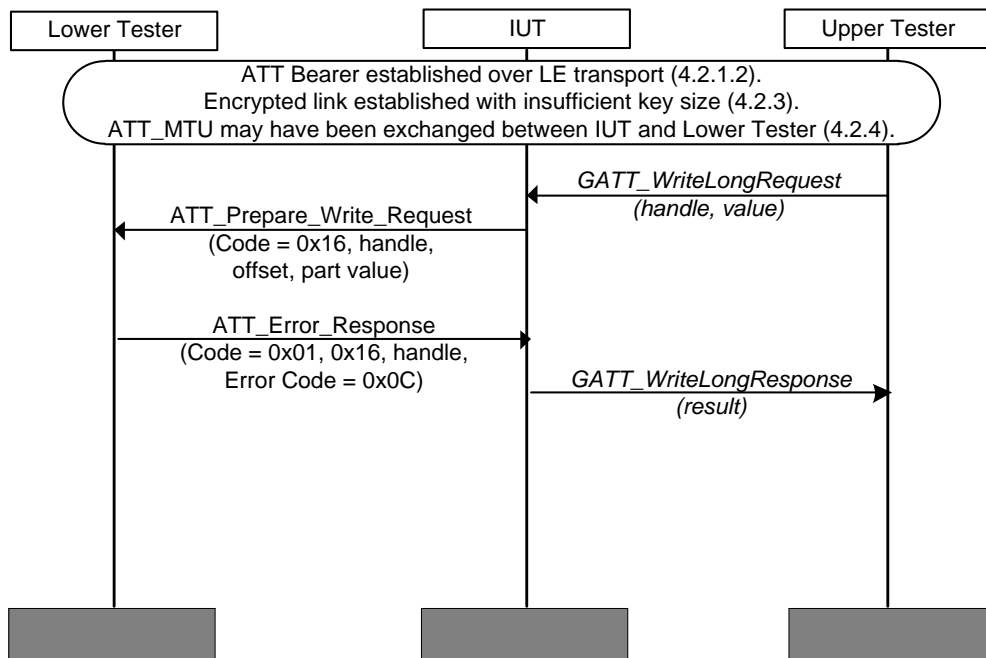 Lower Tester
IUT
Upper Tester
ATT Bearer established over LE transport (4.2.1.2).
Encrypted link established with insufficient key size (4.2.3).
ATT_MTU may have been exchanged between IUT and Lower Tester (4.2.4).
GATT_WriteLongRequest
(handle, value)
ATT_Prepare_Write_Request
(Code = 0x16, handle,
offset, part value)
ATT_Error_Response
(Code = 0x01, 0x16, handle,
Error Code = 0x0C)
GATT_WriteLongResponse
(result)